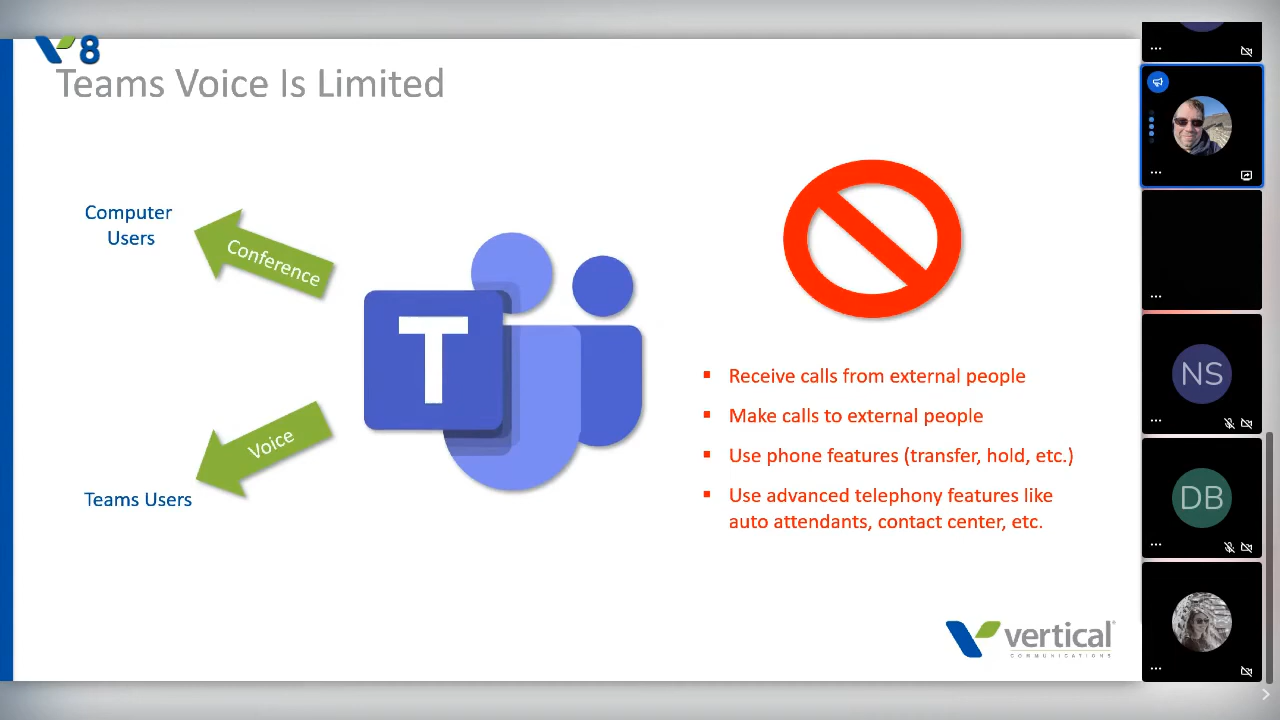 V8
Teams Voice Is Limited
Computer
Users
Conference
T
Voice
Teams Users
Receive calls from external people
Make calls to external people
Use phone features (transfer, hold, etc.)
Use advanced telephony features like
auto attendants, contact center, etc.
vertical®
COMMUNICATIONS
NS
DB